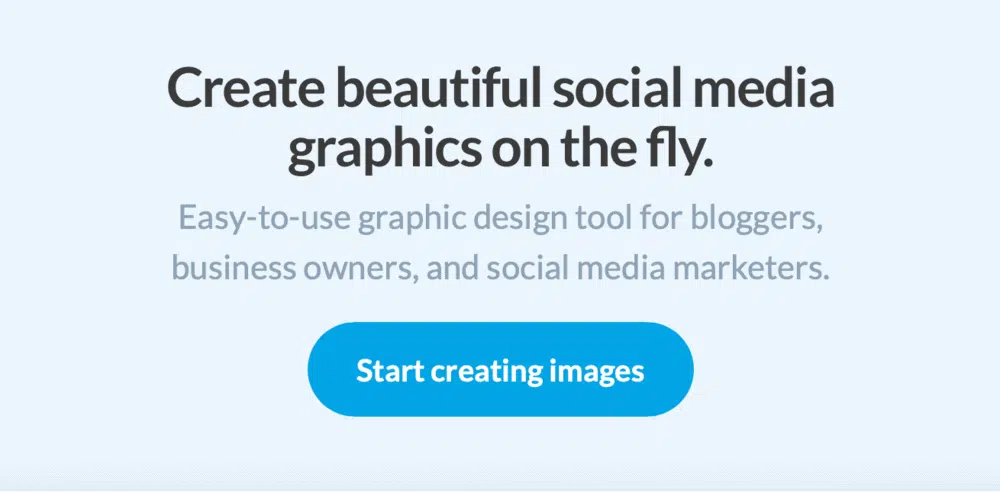 Create beautiful social media
graphics on the fly.
Easy-to-use graphic design tool for bloggers,
business owners, and social media marketers.
Start creating images